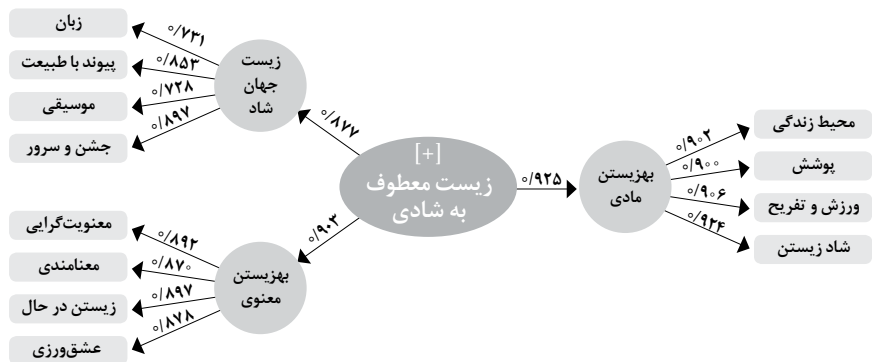 زبان
پیوند با طبیعت
موسیقی
جشن و سرور
۰/۷۳۱
۰/۸۵۳
۰/۷۲۸
۰/۸۹۷
زیست
جهان
شاد
۰/۸۷۷
[+]
زیست معطوف
به شادی
۰/۹۲۵
بهزیستن
مادی
۰/۹۰۲
۰/۹۰۰
۰/۹۰۶
۰/۹۲۴
محیط زندگی
پوشش
ورزش و تفریح
شاد زیستن
۰/۹۰۳
بهزیستن
معنوی
۰/۸۹۲
۰/۸۷۰
۰/۸۹۷
۰/۸۷۸
معنویت‌گرایی
معنامندی
زیستن در حال
عشق‌ورزی